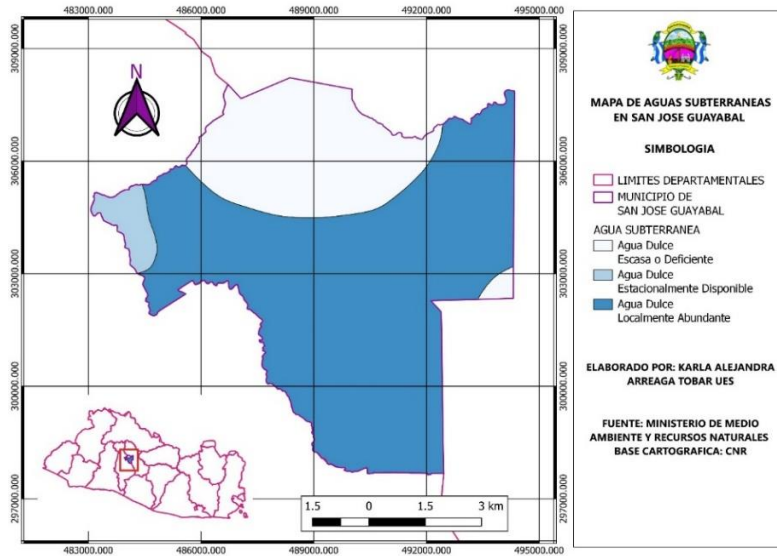 483000.000 486000.000 489000.000 492000.000 495000.000
309000.000
306000.000
303000.000
300000.000
297000.000
N
1.5 0 1.5 3 km
483000.000 486000.000 489000.000 492000.000 495000.000
MAPA DE AGUAS SUBTERRANEAS
EN SAN JOSE GUAYABAL
SIMBOLOGIA
LIMITES DEPARTAMENTALES
MUNICIPIO DE
SAN JOSE GUAYABAL
AGUA SUBTERRANEA
Agua Dulce
Escasa o Deficiente
Agua Dulce
Estacionalmente Disponible
Agua Dulce
Localmente Abundante
ELABORADO POR: KARLA ALEJANDRA
ARREAGA TOBAR UES
FUENTE: MINISTERIO DE MEDIO
AMBIENTE Y RECURSOS NATURALES
BASE CARTOGRAFICA: CNR